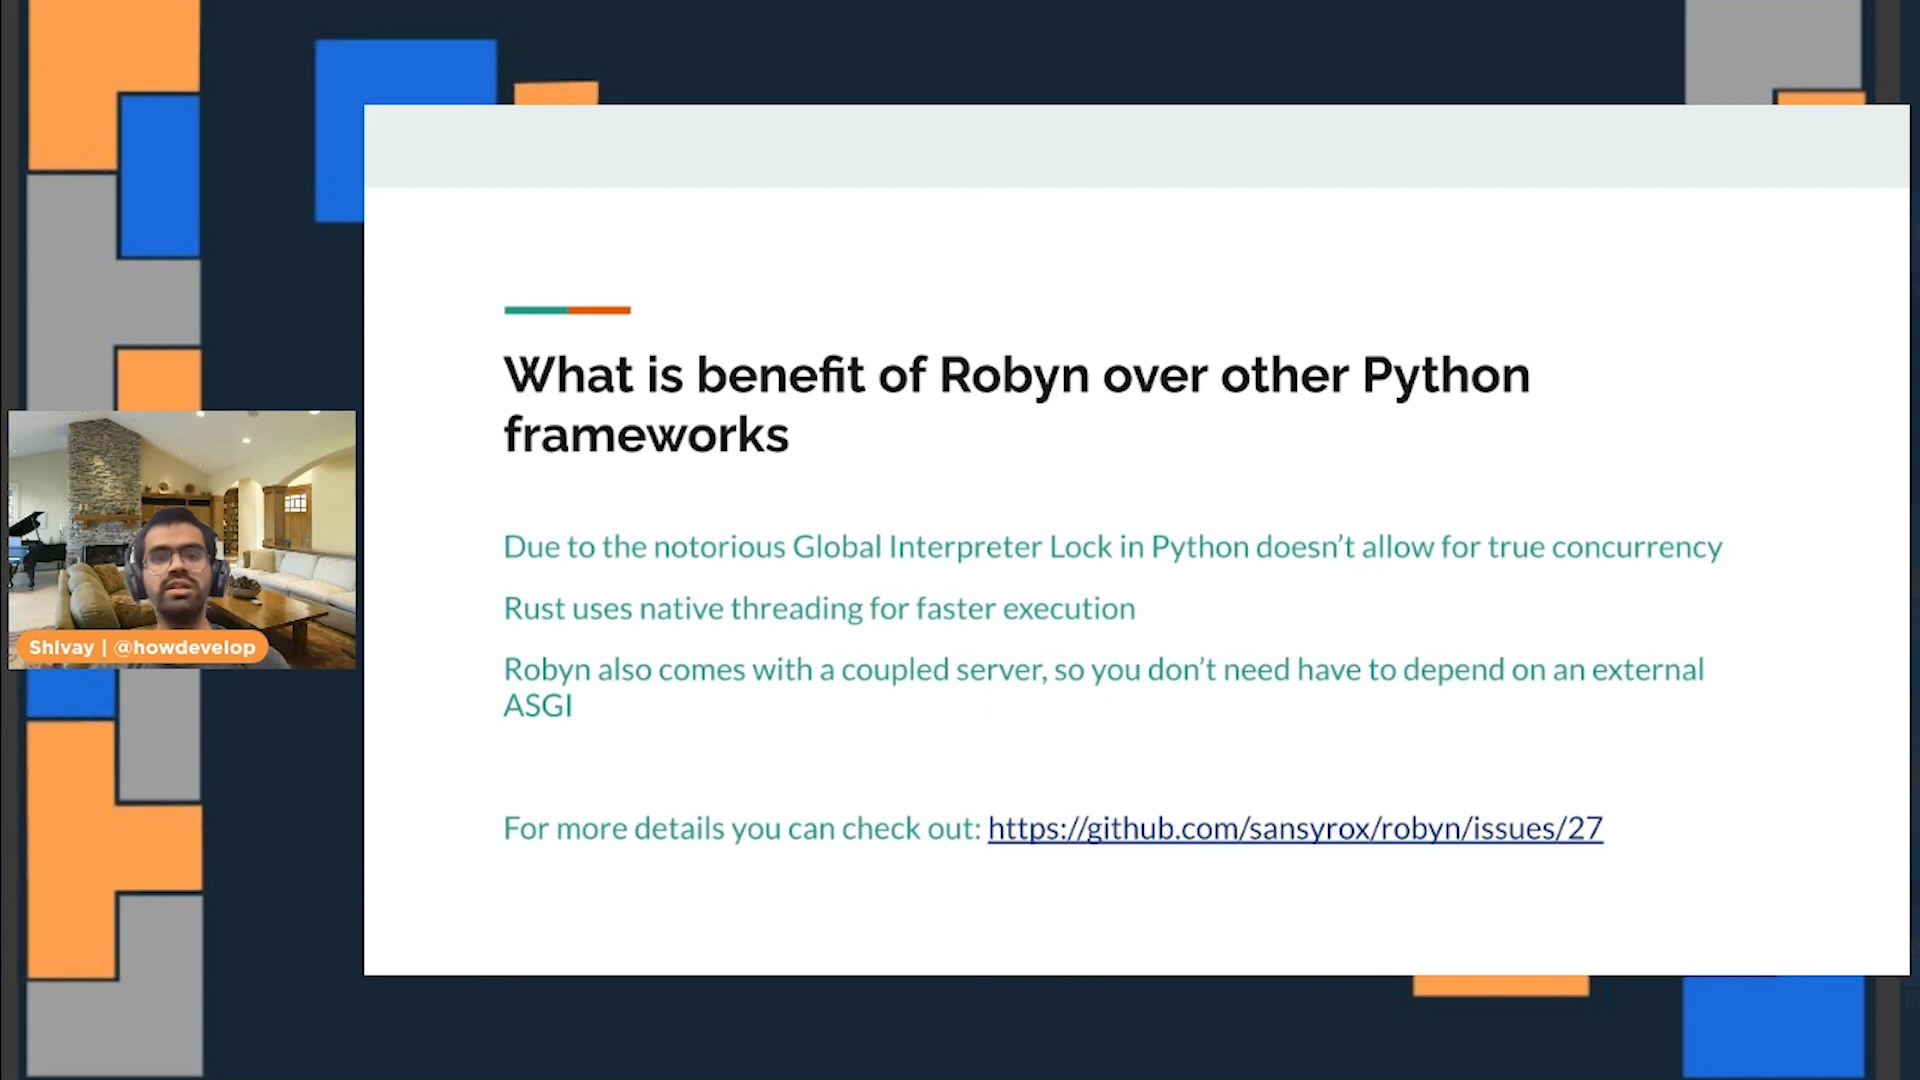 What is benefit of Robyn over other Python
frameworks
Due to the notorious Global Interpreter Lock in Python doesn't allow for true concurrency
Rust uses native threading for faster execution
Robyn also comes with a coupled server, so you don't need have to depend on an external
ASGI
For more details you can check out: https://github.com/sansyrox/robyn/issues/27
Shivay | @howdevelop